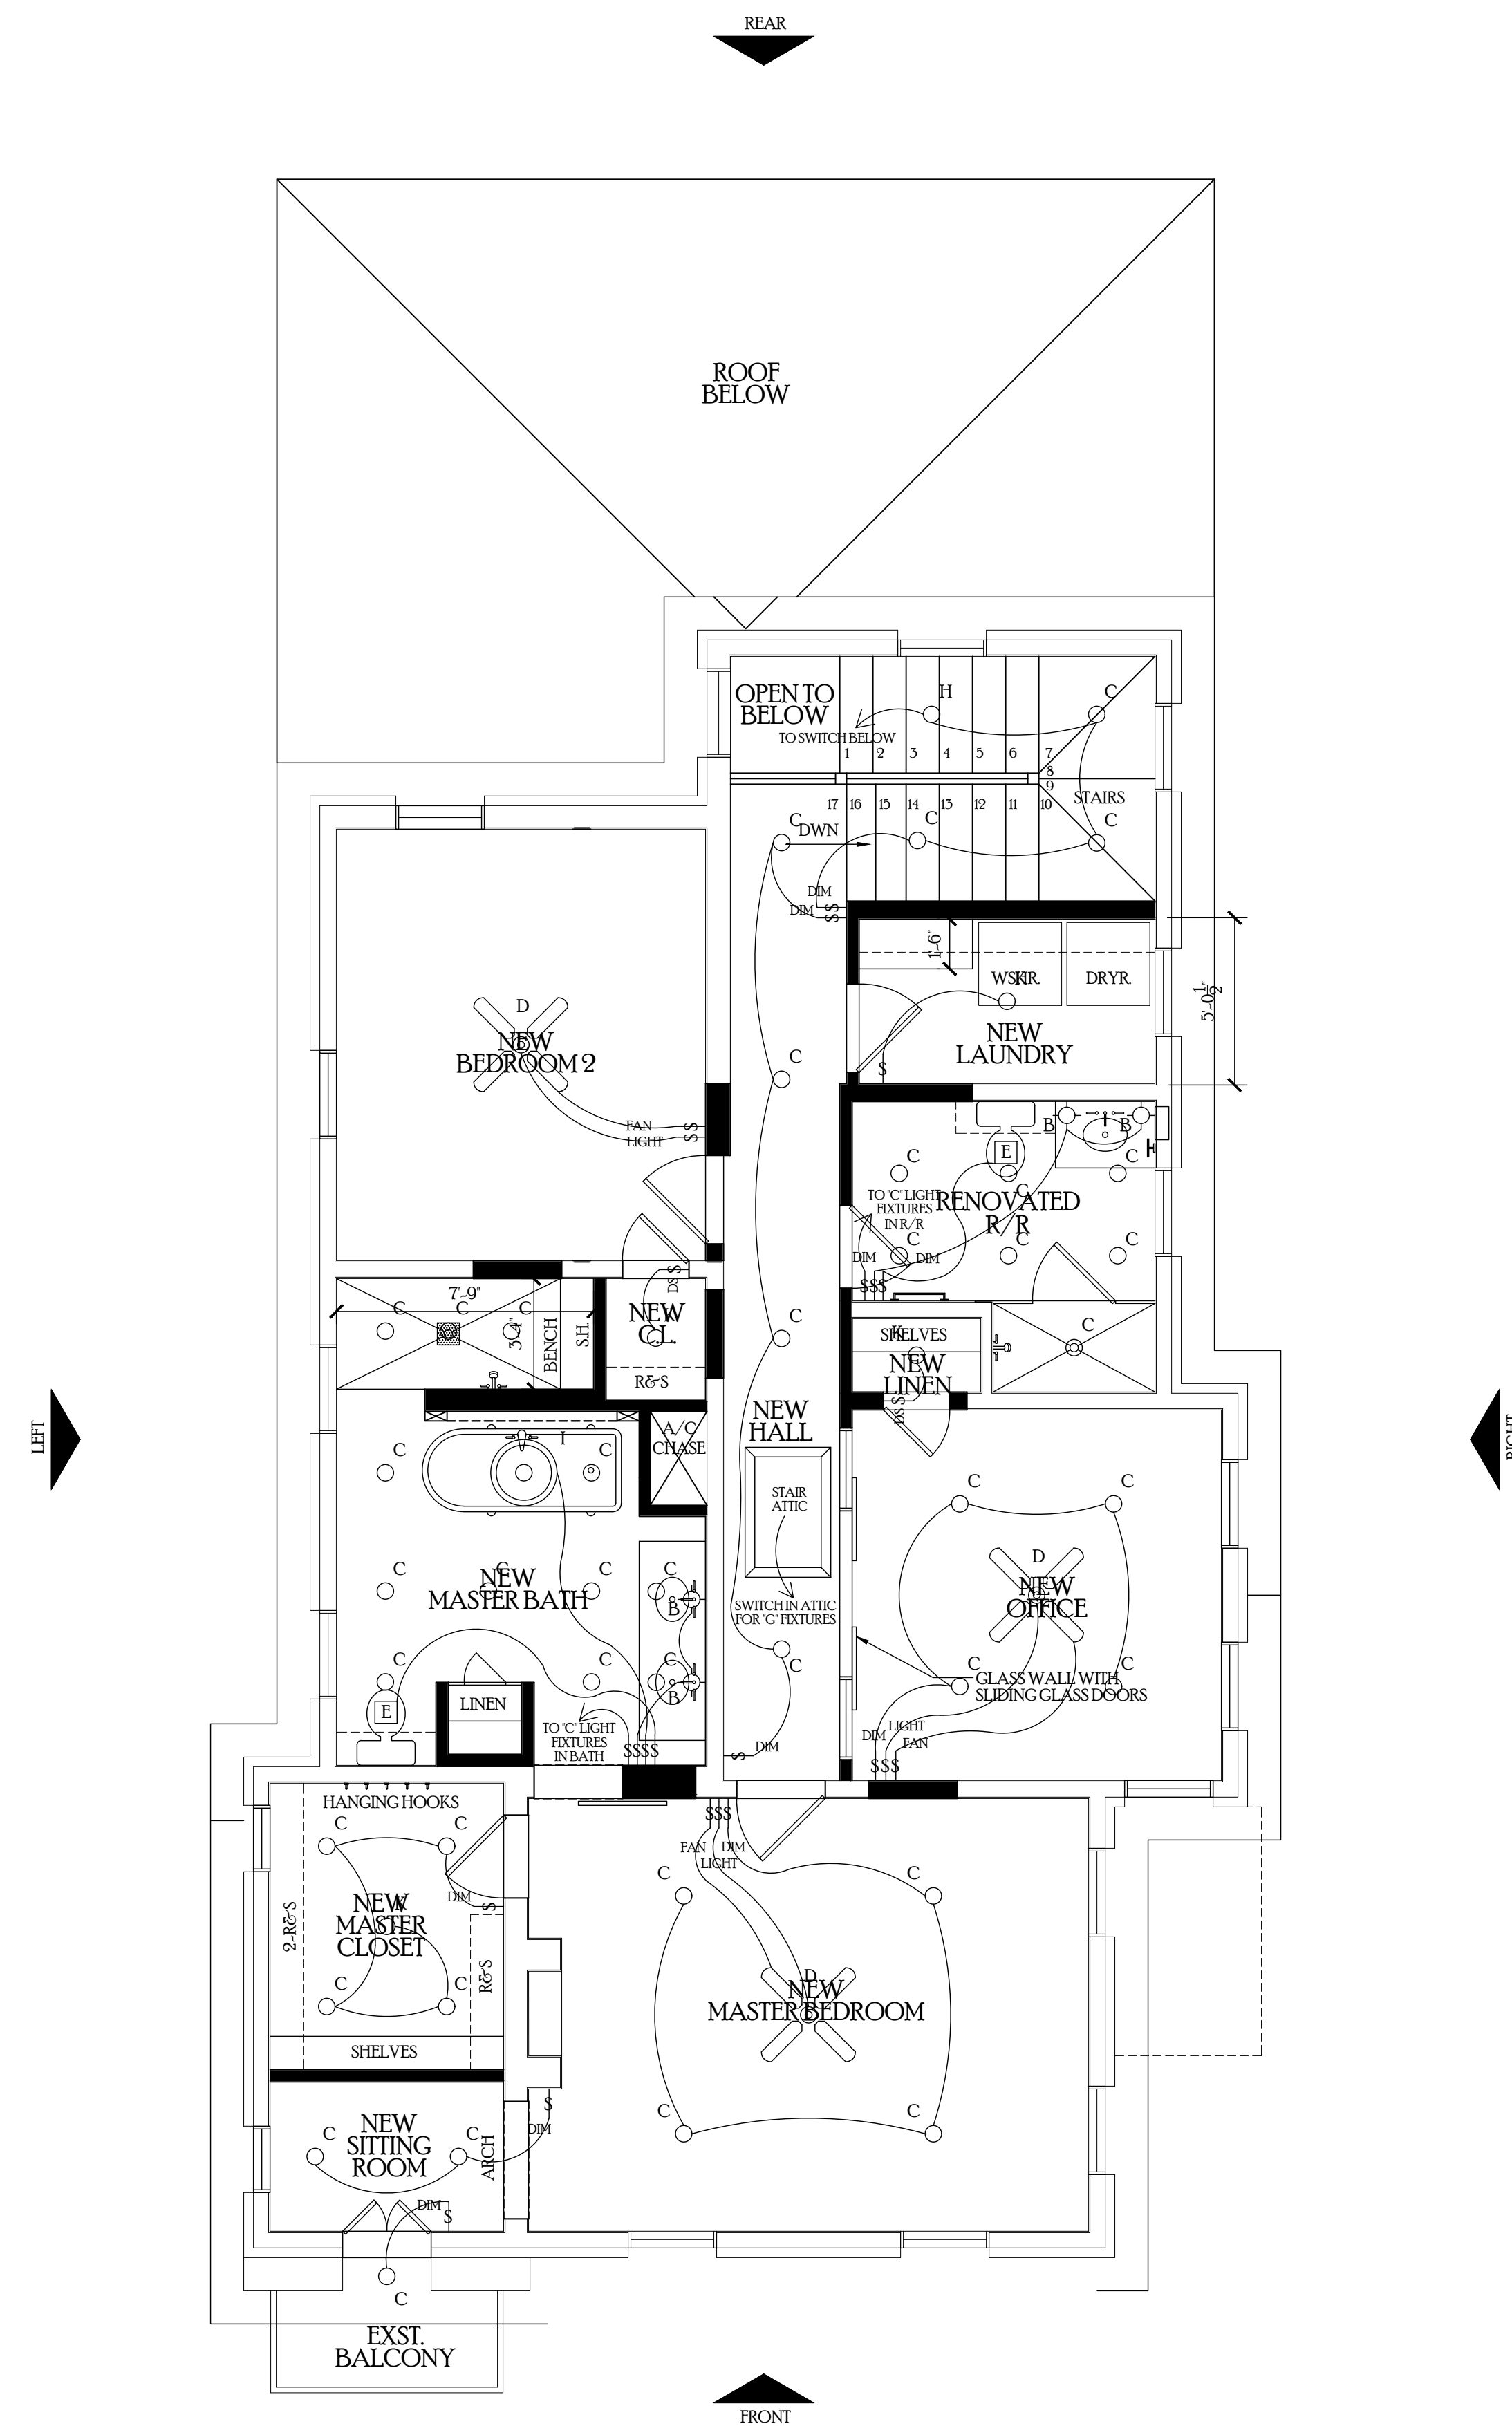 REAR
ROOF
BELOW
OPEN TO
BELOW
H
C
TO SWITCH BELOW
1 2 3 4 5 6 7
8
9
17 16 15 14 13 12 11 10
STAIRS
C
DWN
C
C
DIM
DIM
$
$
1'-6"
WSHR.
K
DRYR.
5'-0 1/2"
NEW
LAUNDRY
$
D
NEW
BEDROOM 2
FAN
LIGHT
$
$
C
B
B
E
C
C
C
TO "C" LIGHT
FIXTURES
IN R/R
RENOVATED
R/R
C
C
C
DIM
DIM
$$$
DS
$
7'-9"
C
C
C
3'-4"
BENCH
S.H.
NEW
C.L.
R&S
C
SHELVES
K
NEW
LINEN
DS
$
C
NEW
HALL
A/C
CHASE
I
C
C
STAIR
ATTIC
SWITCH IN ATTIC
FOR "G" FIXTURES
C
C
D
NEW
OFFICE
C
C
GLASS WALL WITH
SLIDING GLASS DOORS
DIM
LIGHT
FAN
$$$
C
C
C
C
NEW
MASTER BATH
B
C
C
C
B
E
LINEN
TO "C" LIGHT
FIXTURES
IN BATH
$$$$
C
DIM
$
LEFT
RIGHT
HANGING HOOKS
C
C
2-R&S
NEW
MASTER
CLOSET
K
DIM
$
C
C
R&S
SHELVES
$$$
FAN
DIM
LIGHT
C
C
D
NEW
MASTER BEDROOM
C
C
$
DIM
NEW
SITTING
ROOM
C
C
ARCH
DIM
$
C
EXST.
BALCONY
FRONT